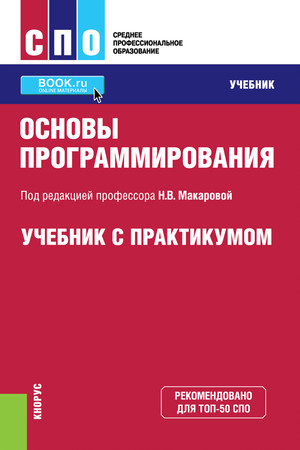 СПО
СРЕДНЕЕ
ПРОФЕССИОНАЛЬНОЕ
ОБРАЗОВАНИЕ
BOOK.ru
ONLINE МАТЕРИАЛЫ
УЧЕБНИК
ОСНОВЫ
ПРОГРАММИРОВАНИЯ
Под редакцией профессора Н.В. Макаровой
УЧЕБНИК С ПРАКТИКУМОМ
КНОРУС
РЕКОМЕНДОВАНО
ДЛЯ ТОП-50 СПО